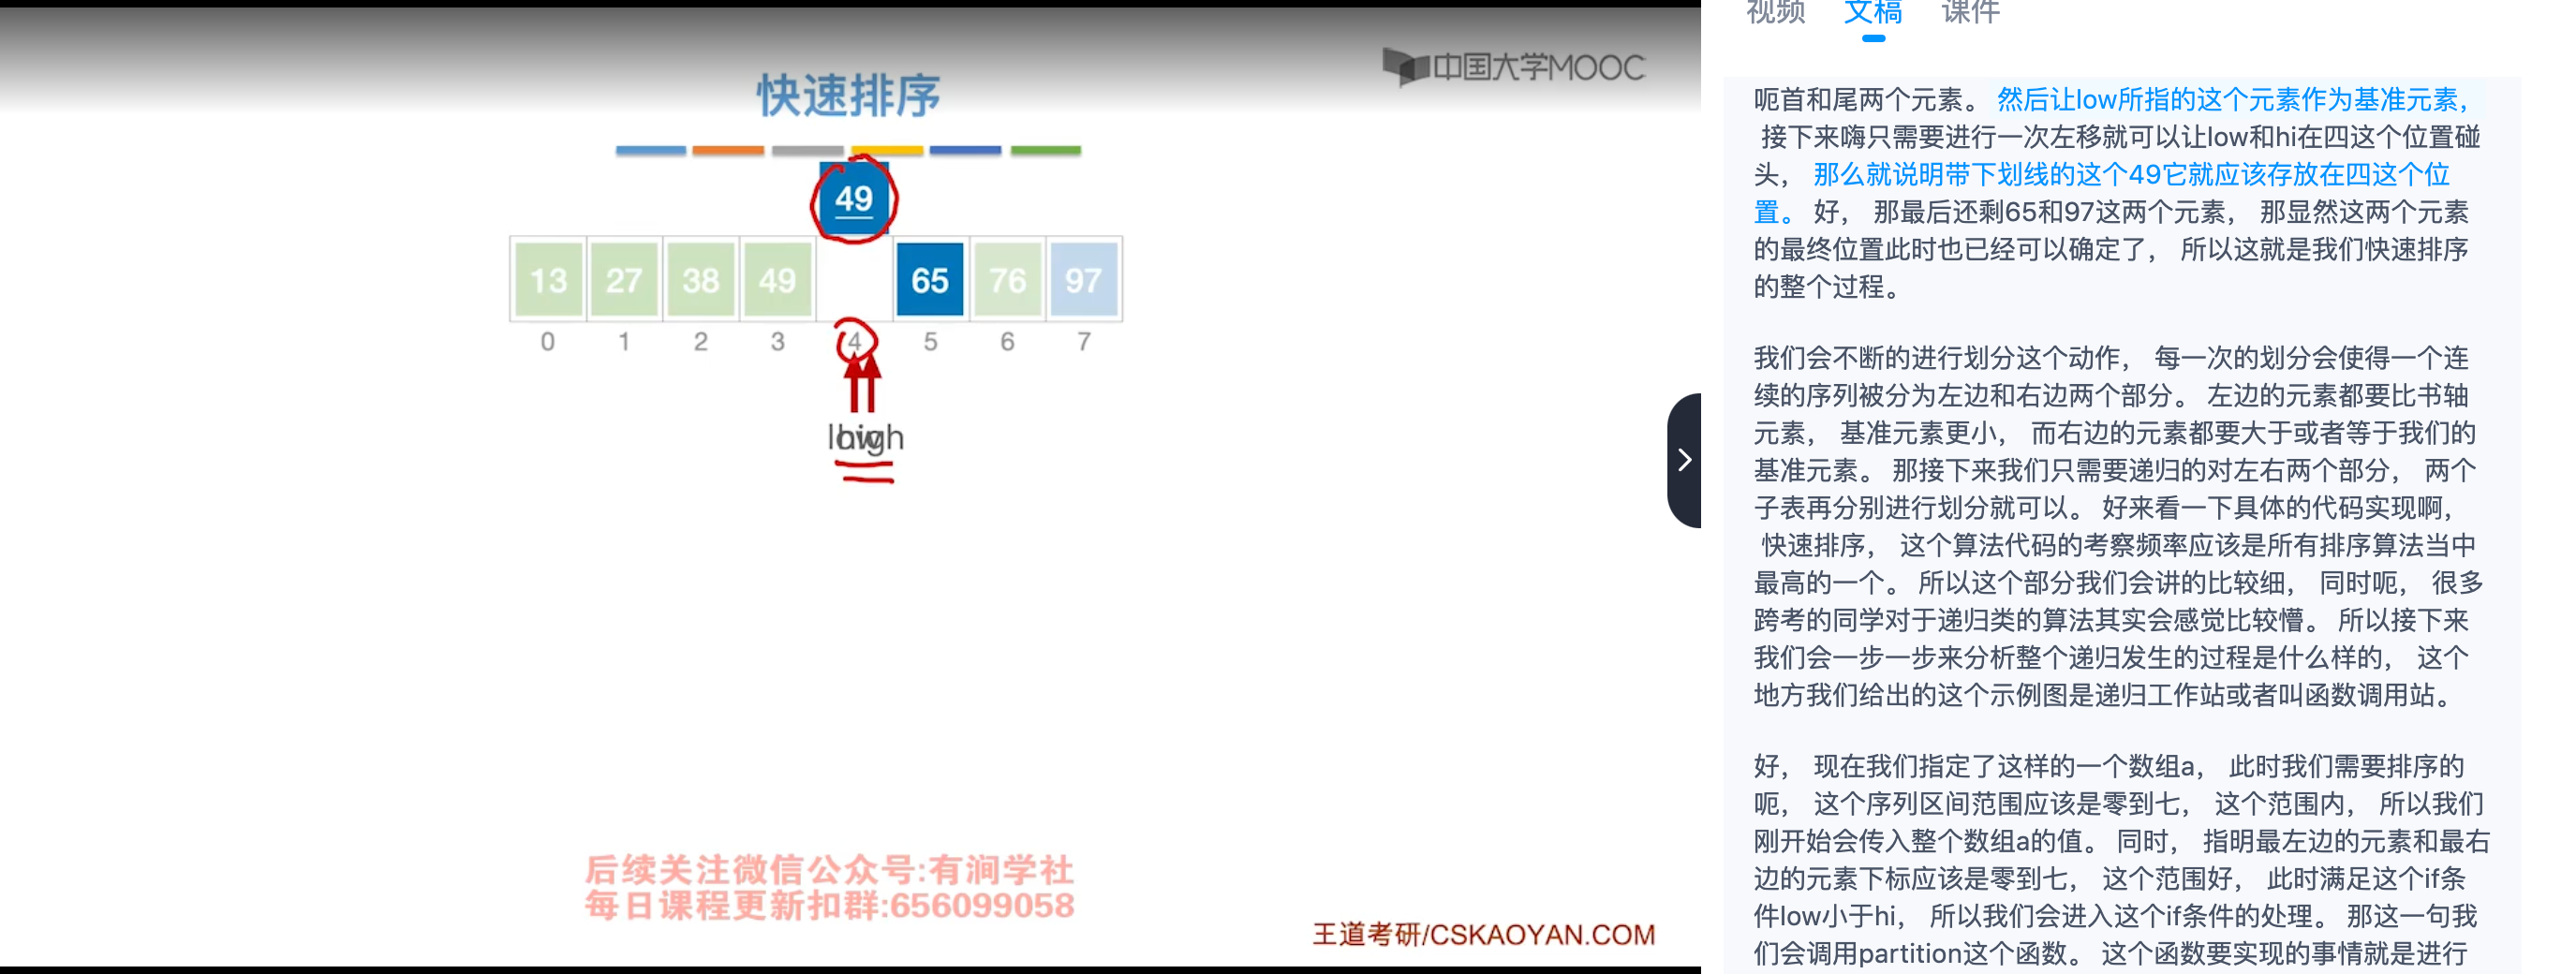 中国大学MOOC
快速排序
49
13 27 38 49 65 76 97
0 1 2 3 4 5 6 7
low high
后续关注微信公众号:有涧学社
每日课程更新扣群:656099058
王道考研/CSKAOYAN.COM
视频 文稿 课件
呃首和尾两个元素。 然后让low所指的这个元素作为基准元素,
接下来嗨只需要进行一次左移就可以让low和hi在四这个位置碰
头, 那么就说明带下划线的这个49它就应该存放在四这个位
置。 好, 那最后还剩65和97这两个元素, 那显然这两个元素
的最终位置此时也已经可以确定了, 所以这就是我们快速排序
的整个过程。
我们会不断的进行划分这个动作, 每一次的划分会使得一个连
续的序列被分为左边和右边两个部分。 左边的元素都要比书轴
元素, 基准元素更小, 而右边的元素都要大于或者等于我们的
基准元素。 那接下来我们只需要递归的对左右两个部分, 两个
子表再分别进行划分就可以。 好来看一下具体的代码实现啊,
快速排序, 这个算法代码的考察频率应该是所有排序算法当中
最高的一个。 所以这个部分我们会讲的比较细, 同时呃, 很多
跨考的同学对于递归类的算法其实会感觉比较懵。 所以接下来
我们会一步一步来分析整个递归发生的过程是什么样的, 这个
地方我们给出的这个示例图是递归工作站或者叫函数调用站。
好, 现在我们指定了这样的一个数组a, 此时我们需要排序的
呃, 这个序列区间范围应该是零到七, 这个范围内, 所以我们
刚开始会传入整个数组a的值。 同时, 指明最左边的元素和最右
边的元素下标应该是零到七, 这个范围好, 此时满足这个if条
件low小于hi, 所以我们会进入这个if条件的处理。 那这一句我
们会调用partition这个函数。 这个函数要实现的事情就是进行